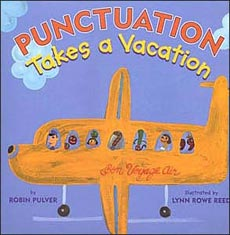 PUNCTUATION
Takes a Vacation
Bon Voyage Air
by
ROBIN PULVER
illustrated by
LYNN ROWE REED